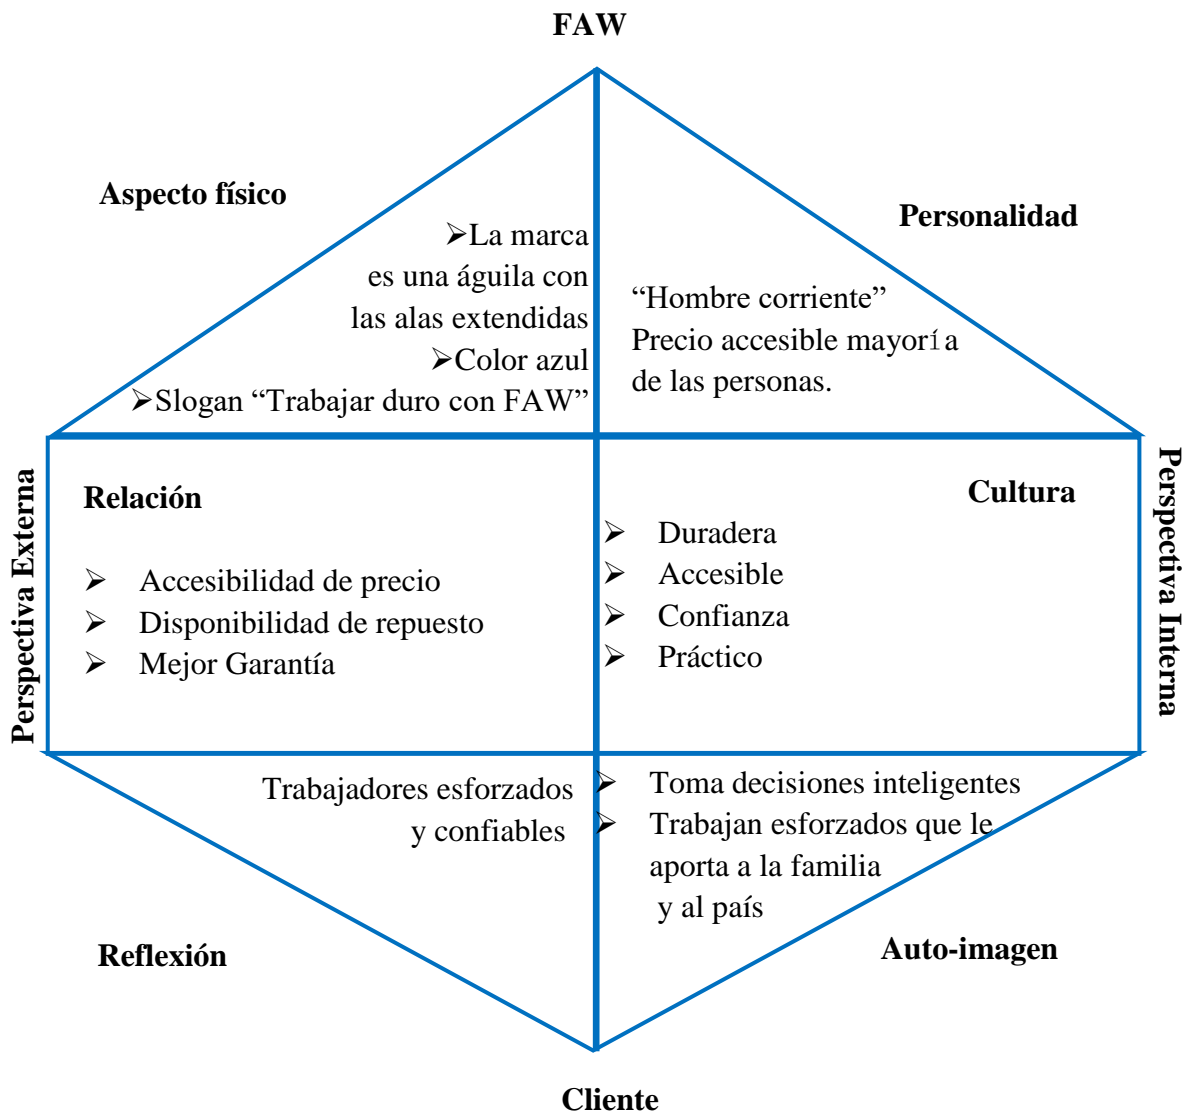 FAW
Aspecto físico
➢La marca
es una águila con
las alas extendidas
➢Color azul
➢Slogan “Trabajar duro con FAW”
Personalidad
“Hombre corriente”
Precio accesible mayoría
de las personas.
Perspectiva Externa
Relación
➢ Accesibilidad de precio
➢ Disponibilidad de repuesto
➢ Mejor Garantía
Cultura
➢ Duradera
➢ Accesible
➢ Confianza
➢ Práctico
Perspectiva Interna
Trabajadores esforzados
y confiables
Reflexión
➢ Toma decisiones inteligentes
➢ Trabajan esforzados que le
aporta a la familia
y al país
Auto-imagen
Cliente